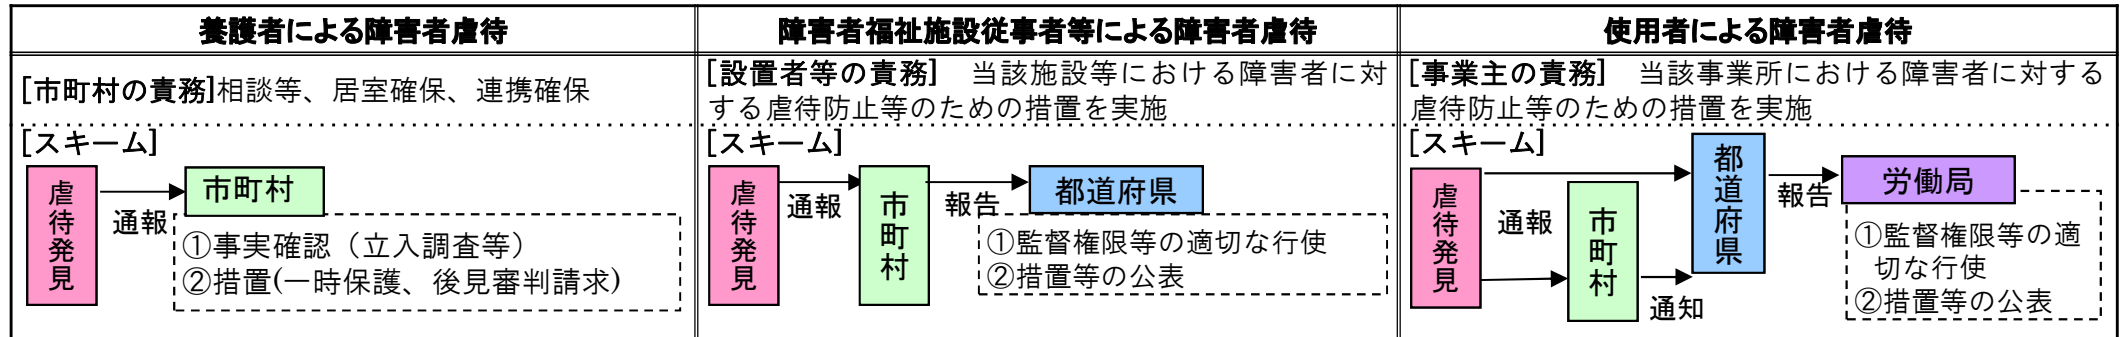 養護者による障害者虐待
[市町村の責務]相談等、居室確保、連携確保
[スキーム]
虐待発見
通報
市町村
①事実確認（立入調査等）
②措置(一時保護、後見審判請求)
障害者福祉施設従事者等による障害者虐待
[設置者等の責務]　当該施設等における障害者に対
する虐待防止等のための措置を実施
[スキーム]
虐待発見
通報
市町村
報告
都道府県
①監督権限等の適切な行使
②措置等の公表
使用者による障害者虐待
[事業主の責務]　当該事業所における障害者に対する
虐待防止等のための措置を実施
[スキーム]
虐待発見
通報
市町村
通知
都道府県
報告
労働局
①監督権限等の適
切な行使
②措置等の公表